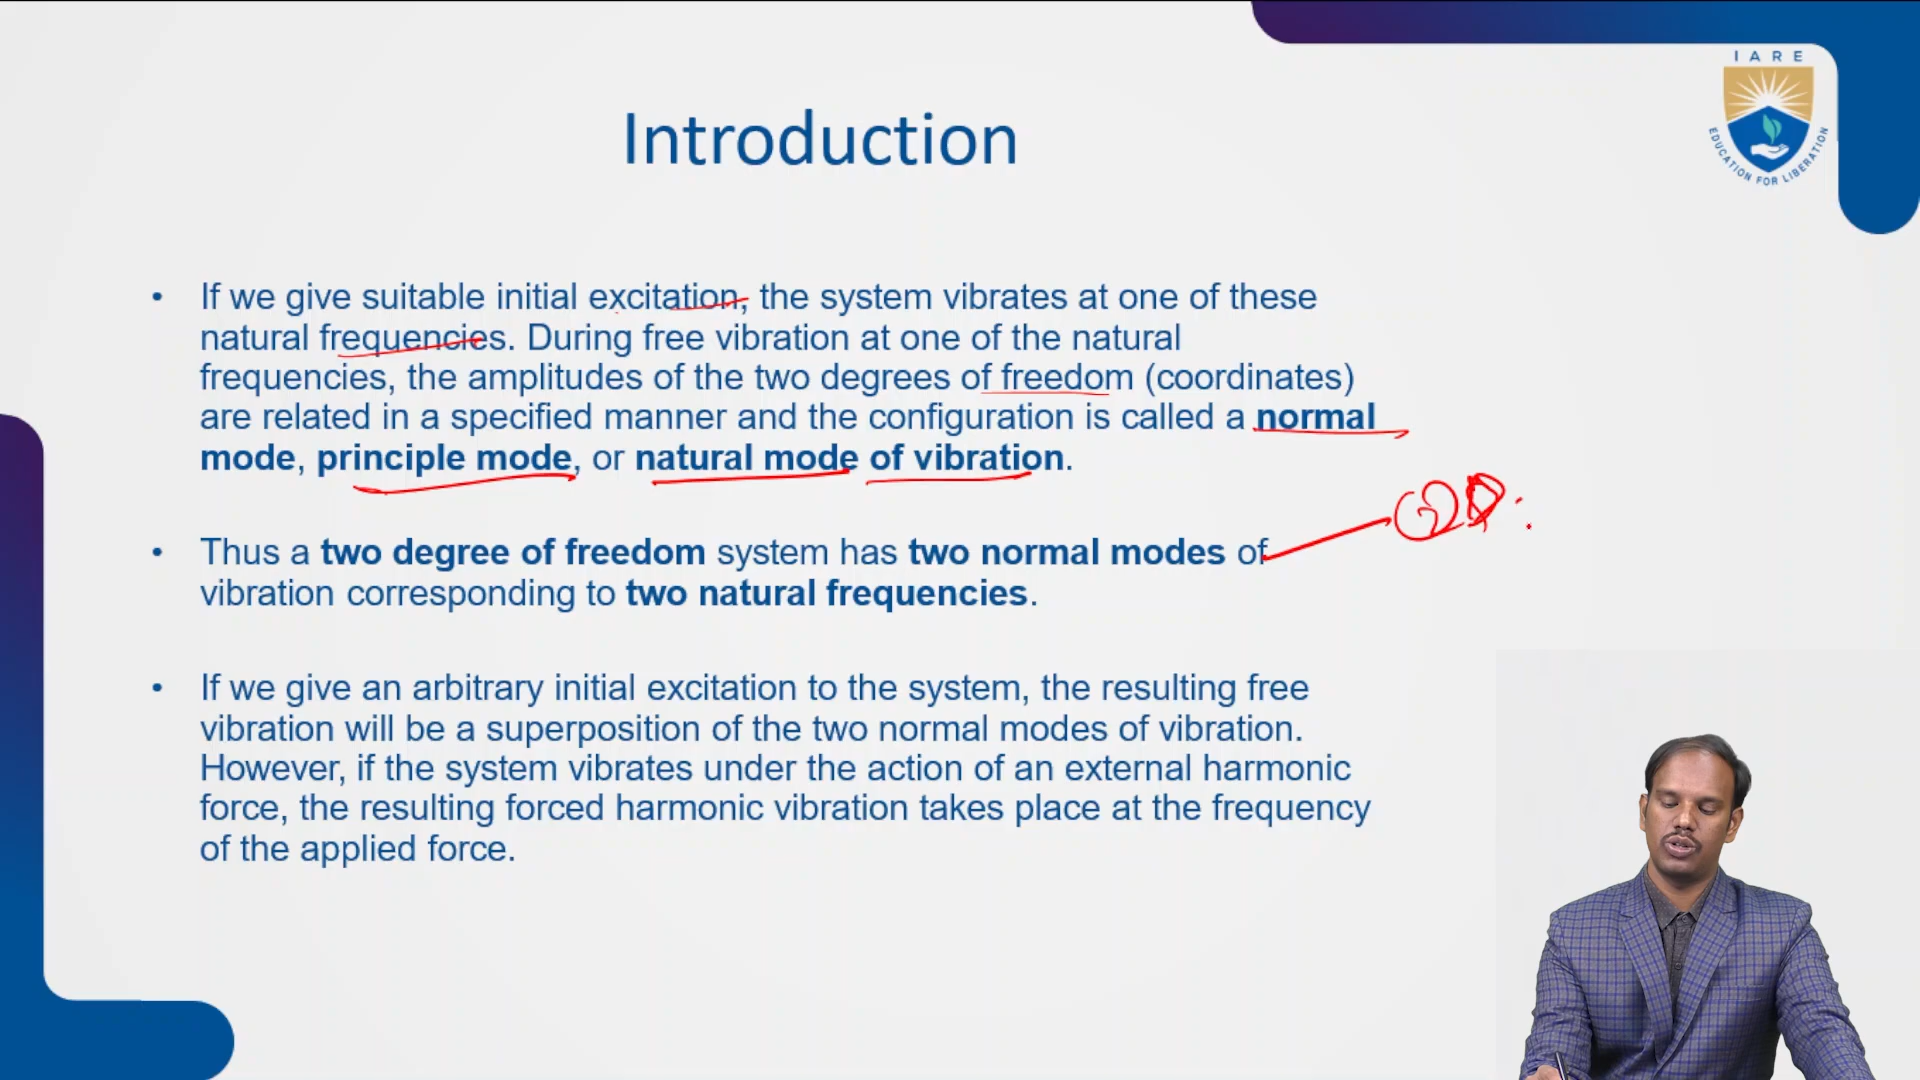 I A R E
EDUCATION FOR LIBERATION
Introduction
• If we give suitable initial excitation, the system vibrates at one of these
natural frequencies. During free vibration at one of the natural
frequencies, the amplitudes of the two degrees of freedom (coordinates)
are related in a specified manner and the configuration is called a normal
mode, principle mode, or natural mode of vibration.
• Thus a two degree of freedom system has two normal modes of
vibration corresponding to two natural frequencies.
• If we give an arbitrary initial excitation to the system, the resulting free
vibration will be a superposition of the two normal modes of vibration.
However, if the system vibrates under the action of an external harmonic
force, the resulting forced harmonic vibration takes place at the frequency
of the applied force.